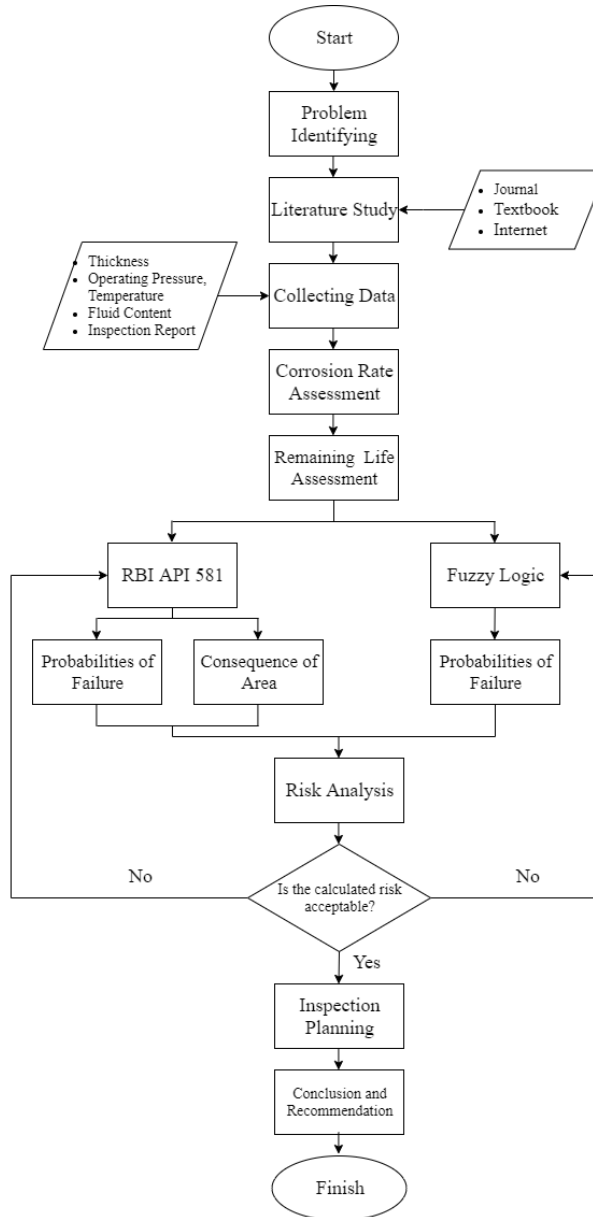 Start
Problem
Identifying
Literature Study
• Journal
• Textbook
• Internet
• Thickness
• Operating Pressure,
Temperature
• Fluid Content
• Inspection Report
Collecting Data
Corrosion Rate
Assessment
Remaining Life
Assessment
RBI API 581
Fuzzy Logic
Probabilities of
Failure
Consequence of
Area
Probabilities of
Failure
Risk Analysis
No
Is the calculated risk
acceptable?
No
Yes
Inspection
Planning
Conclusion and
Recommendation
Finish